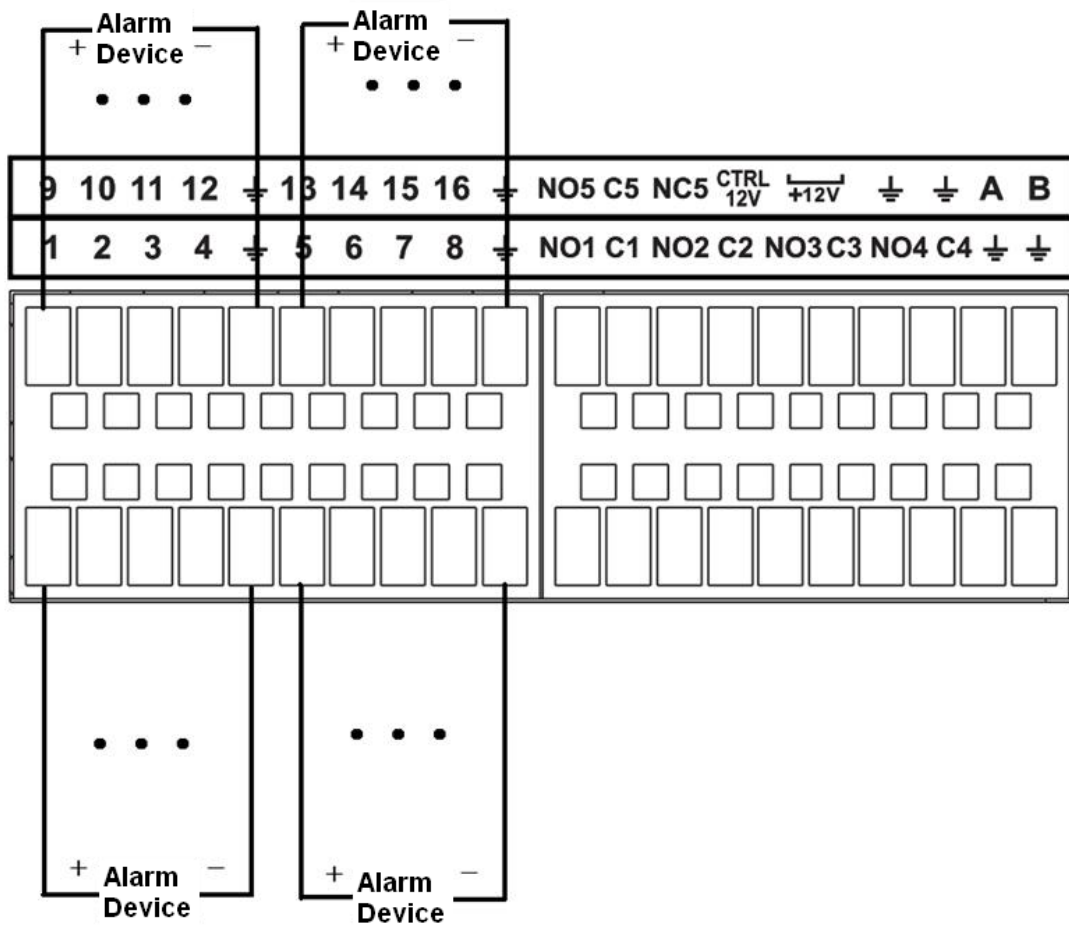 Alarm Device
+ −
Alarm Device
+ −
9 10 11 12 ⏚ 13 14 15 16 ⏚ NO5 C5 NC5 CTRL 12V +12V ⏚ ⏚ A B
1 2 3 4 ⏚ 5 6 7 8 ⏚ NO1 C1 NO2 C2 NO3 C3 NO4 C4 ⏚ ⏚
+ −
Alarm
Device
+ −
Alarm
Device